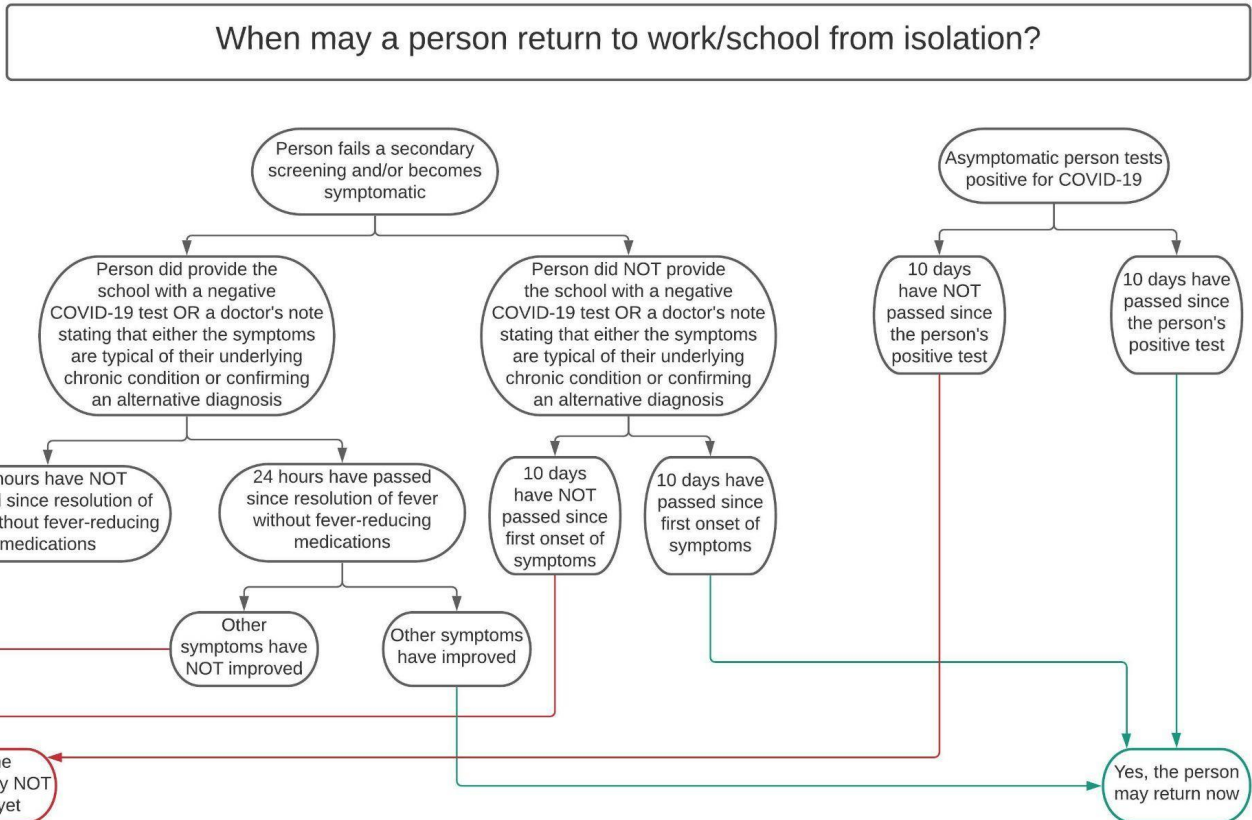 When may a person return to work/school from isolation?
Person fails a secondary
screening and/or becomes
symptomatic
Asymptomatic person tests
positive for COVID-19
Person did provide the
school with a negative
COVID-19 test OR a doctor's note
stating that either the symptoms
are typical of their underlying
chronic condition or confirming
an alternative diagnosis
Person did NOT provide
the school with a negative
COVID-19 test OR a doctor's note
stating that either the symptoms
are typical of their underlying
chronic condition or confirming
an alternative diagnosis
10 days
have NOT
passed since
the person's
positive test
10 days have
passed since
the person's
positive test
have NOT
since resolution of
fever-reducing
medications
24 hours have passed
since resolution of fever
without fever-reducing
medications
10 days
have NOT
passed since
first onset of
symptoms
10 days have
passed since
first onset of
symptoms
Other
symptoms have
NOT improved
Other symptoms
have improved
NOT
yet
Yes, the person
may return now